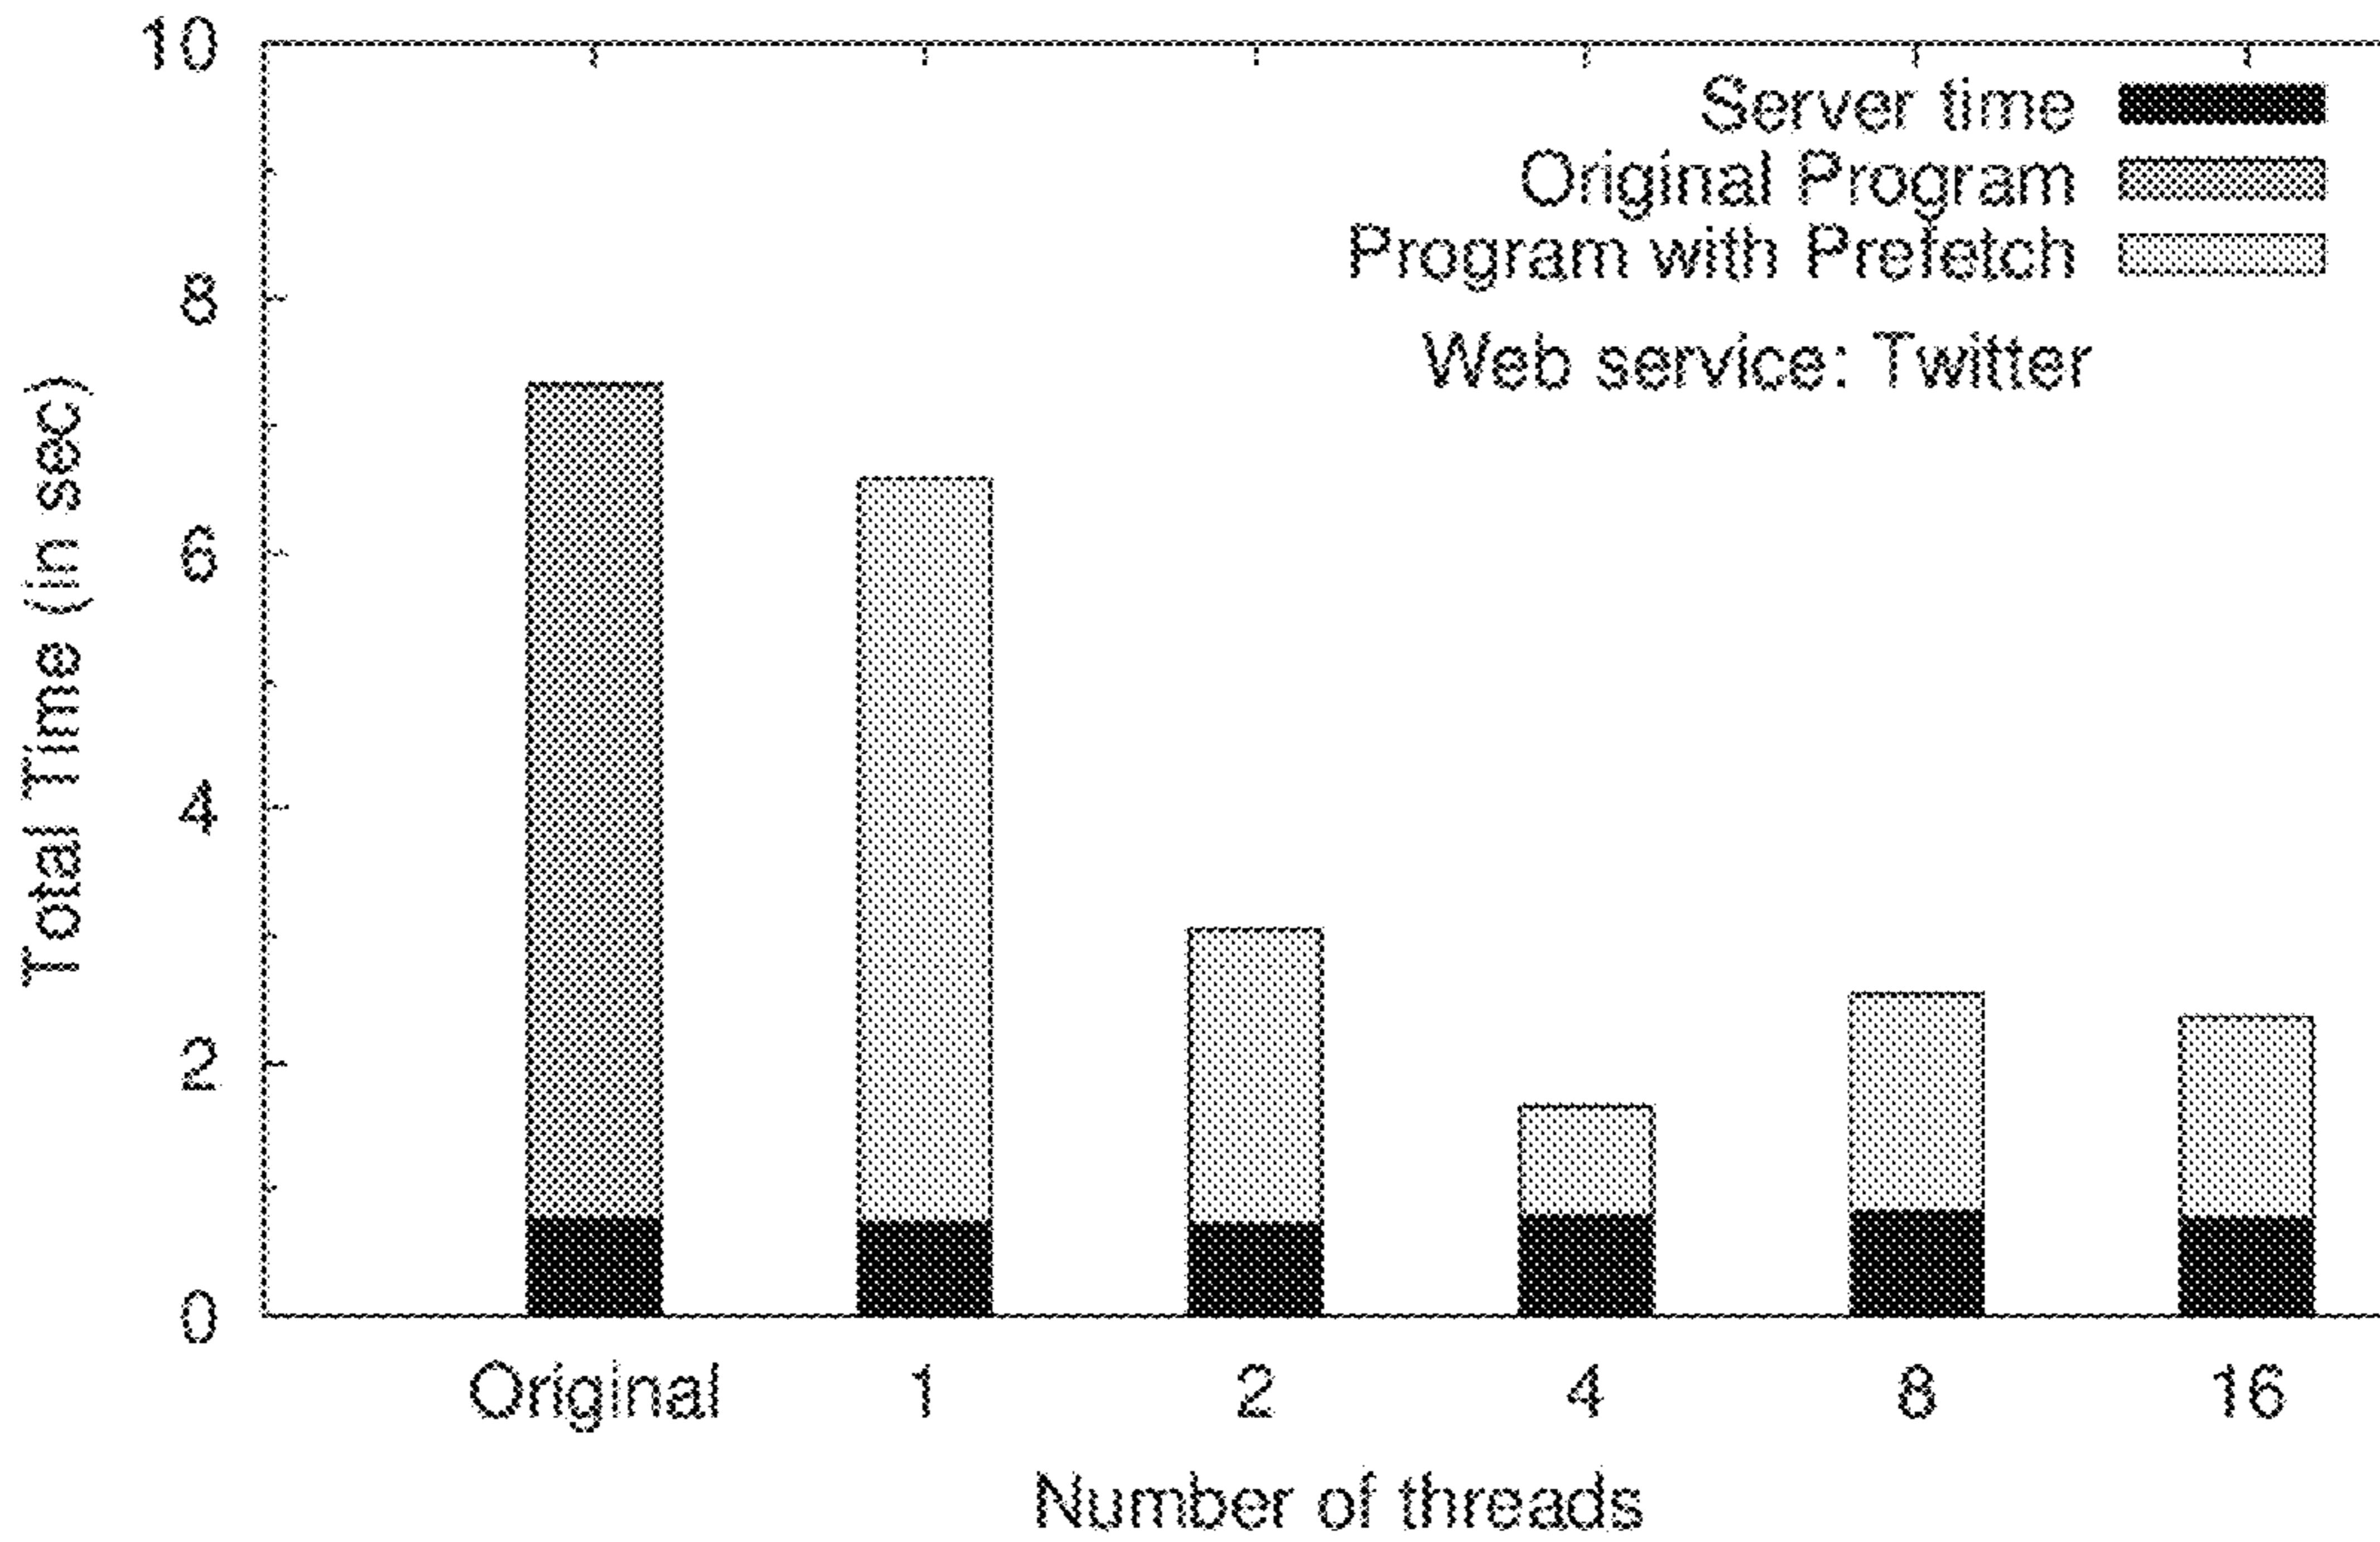 10
Server time
Original Program
Program with Prefetch
8
Web service: Twitter
Total Time (in sec)
6
4
2
0
Original 1 2 4 8 16
Number of threads